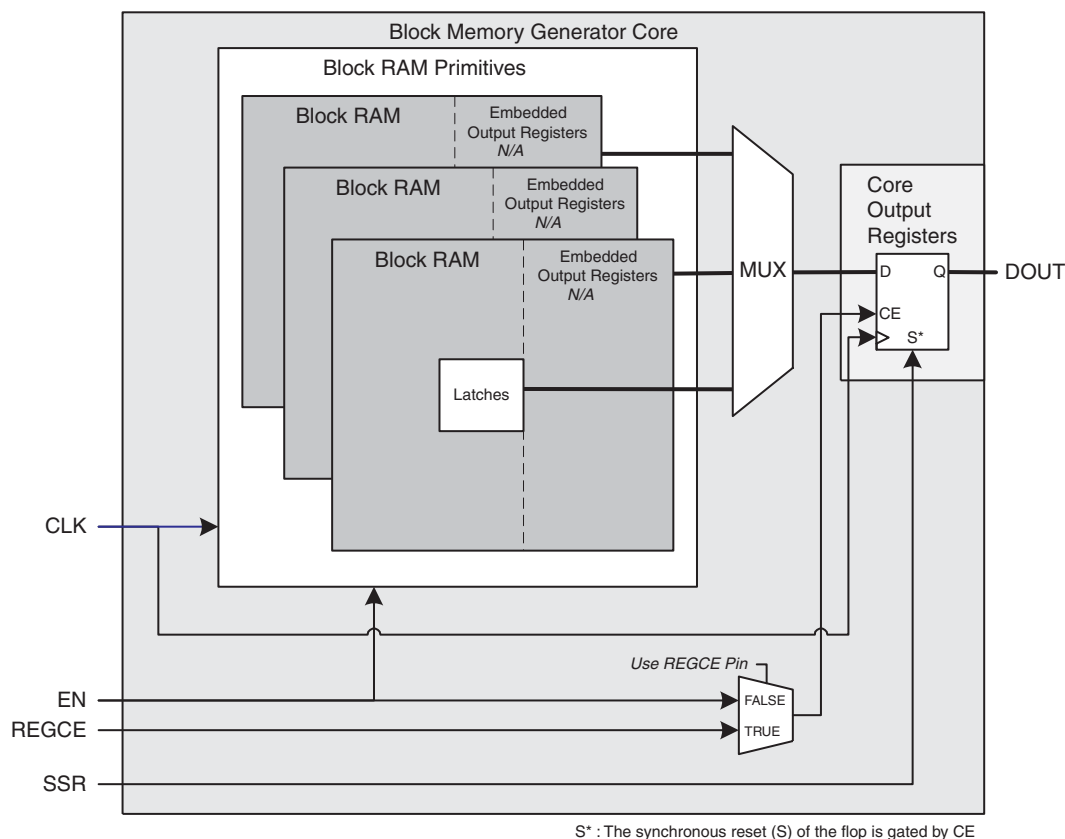 Block Memory Generator Core
Block RAM Primitives
Block RAM
Embedded
Output Registers
N/A
Block RAM
Embedded
Output Registers
N/A
Block RAM
Embedded
Output Registers
N/A
Latches
MUX
Core
Output
Registers
D
Q
CE
S*
DOUT
CLK
Use REGCE Pin
EN
FALSE
REGCE
TRUE
SSR
S* : The synchronous reset (S) of the flop is gated by CE